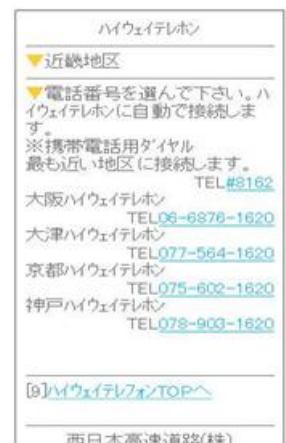 ハイウェイテレホン
▼近畿地区
▼電話番号を選んで下さい。ハ
イウェイテレホンに自動で接続しま
す。
※携帯電話用ダイヤル
最も近い地区に接続します。
TEL#8162
大阪ハイウェイテレホン
TEL06-6876-1620
大津ハイウェイテレホン
TEL077-564-1620
京都ハイウェイテレホン
TEL075-602-1620
神戸ハイウェイテレホン
TEL078-903-1620
[9]ハイウェイテレフォンTOPへ
西日本高速道路(株)